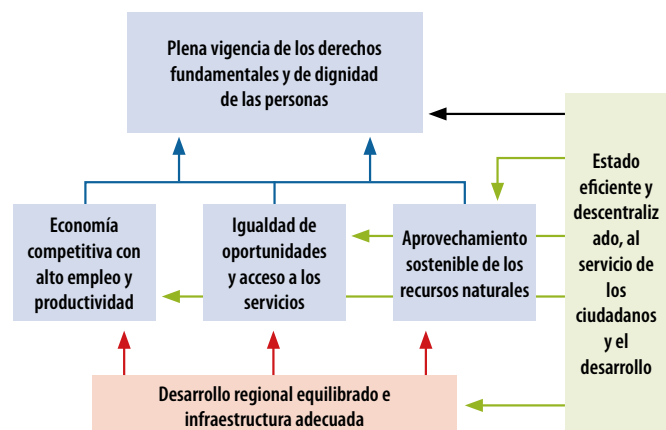 Plena vigencia de los derechos
fundamentales y de dignidad
de las personas
Economía
competitiva con
alto empleo y
productividad
Igualdad de
oportunidades
y acceso a los
servicios
Aprovechamiento
sostenible de los
recursos naturales
Estado
eficiente y
descentraliz
ado, al
servicio de
los
ciudadanos
y el
desarrollo
Desarrollo regional equilibrado e
infraestructura adecuada